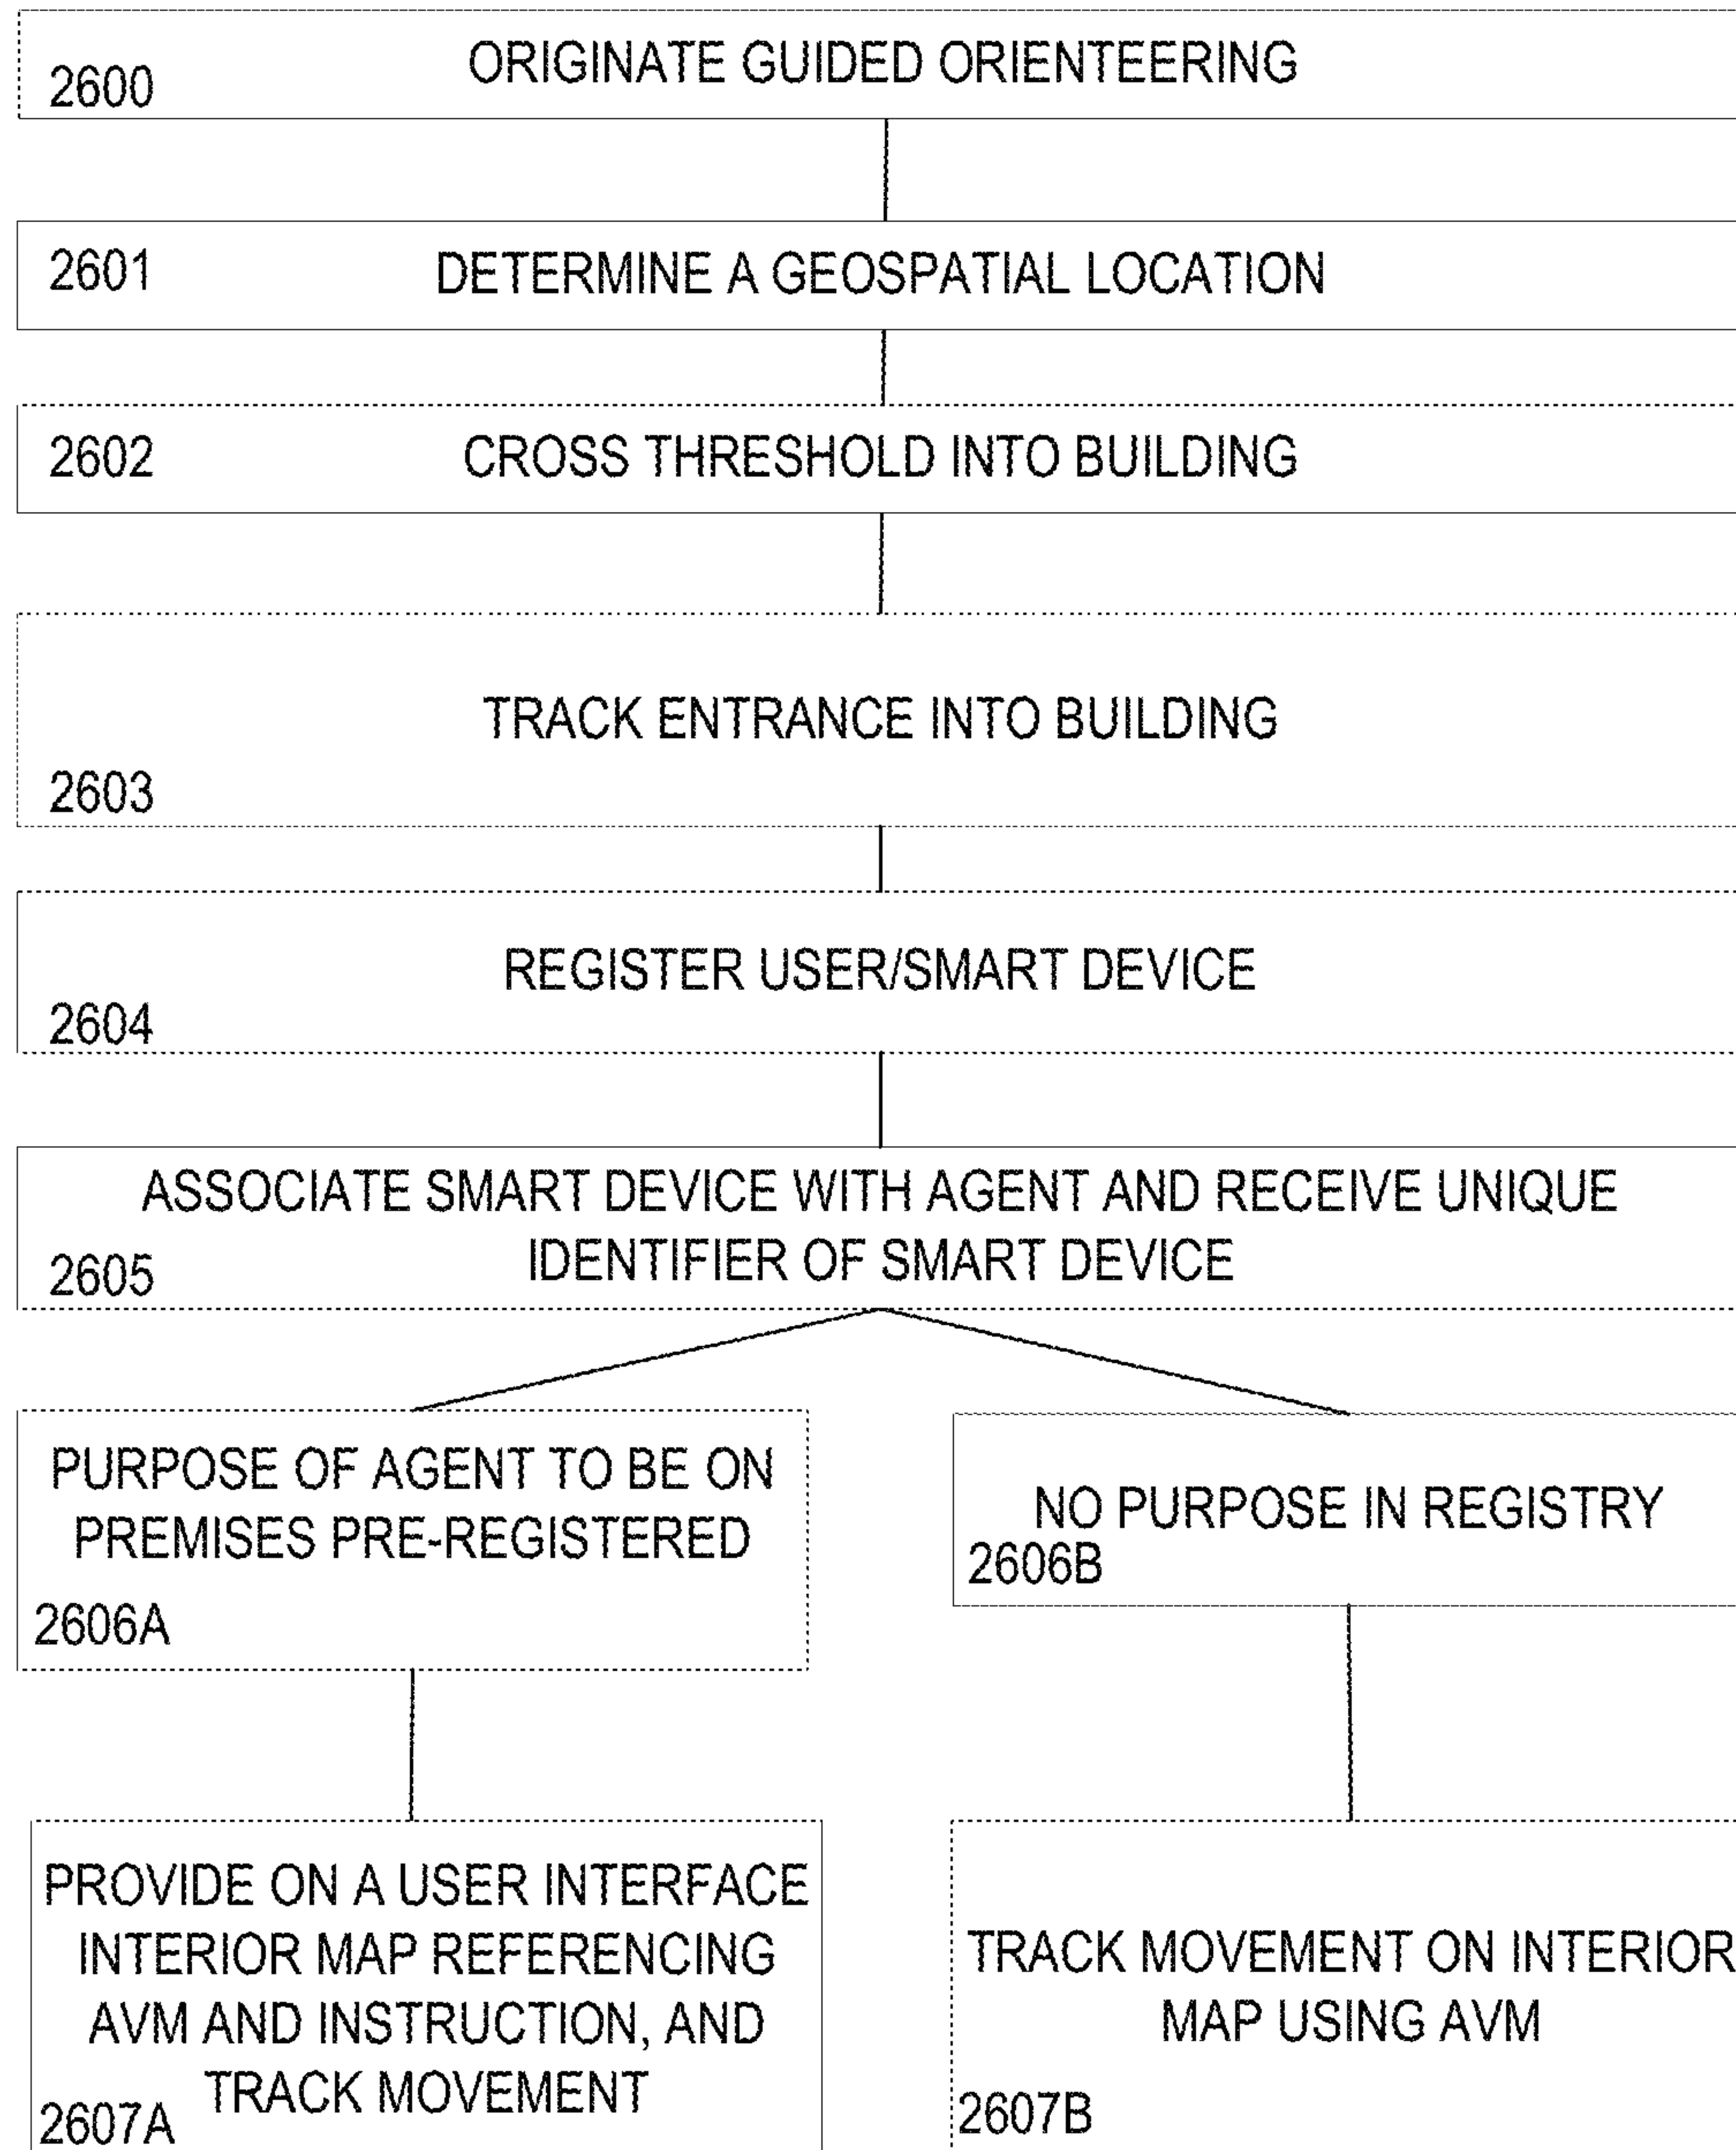 ORIGINATE GUIDED ORIENTEERING
2600
2601
DETERMINE A GEOSPATIAL LOCATION
2602
CROSS THRESHOLD INTO BUILDING
TRACK ENTRANCE INTO BUILDING
2603
REGISTER USER/SMART DEVICE
2604
ASSOCIATE SMART DEVICE WITH AGENT AND RECEIVE UNIQUE
IDENTIFIER OF SMART DEVICE
2605
PURPOSE OF AGENT TO BE ON
PREMISES PRE-REGISTERED
2606A
NO PURPOSE IN REGISTRY
2606B
PROVIDE ON A USER INTERFACE
INTERIOR MAP REFERENCING
AVM AND INSTRUCTION, AND
TRACK MOVEMENT
2607A
TRACK MOVEMENT ON INTERIOR
MAP USING AVM
2607B